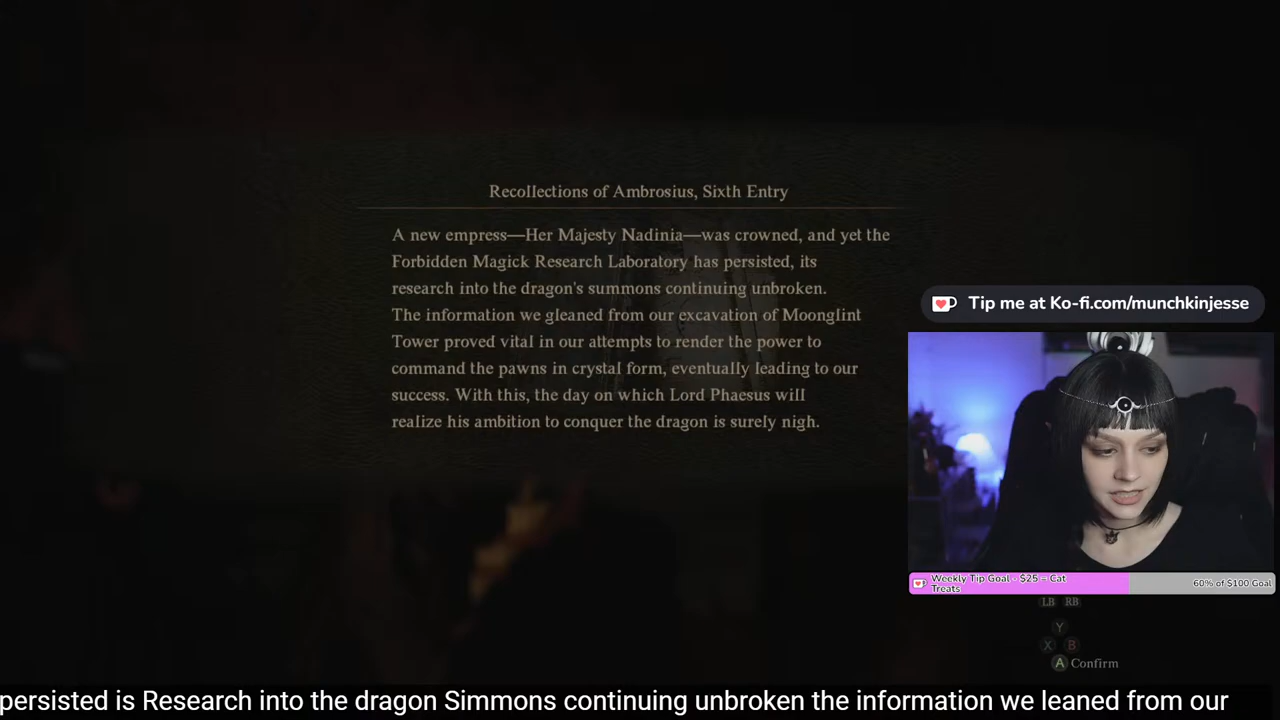 Recollections of Ambrosius, Sixth Entry
A new empress—Her Majesty Nadinia—was crowned, and yet the
Forbidden Magick Research Laboratory has persisted, its
research into the dragon's summons continuing unbroken.
The information we gleaned from our excavation of Moonglint
Tower proved vital in our attempts to render the power to
command the pawns in crystal form, eventually leading to our
success. With this, the day on which Lord Phaesus will
realize his ambition to conquer the dragon is surely nigh.
Tip me at Ko-fi.com/munchkinjesse
Weekly Tip Goal - $25 = Cat
Treats
60% of $100 Goal
LB RB
Y
X B
A Confirm
persisted is Research into the dragon Simmons continuing unbroken the information we leaned from our